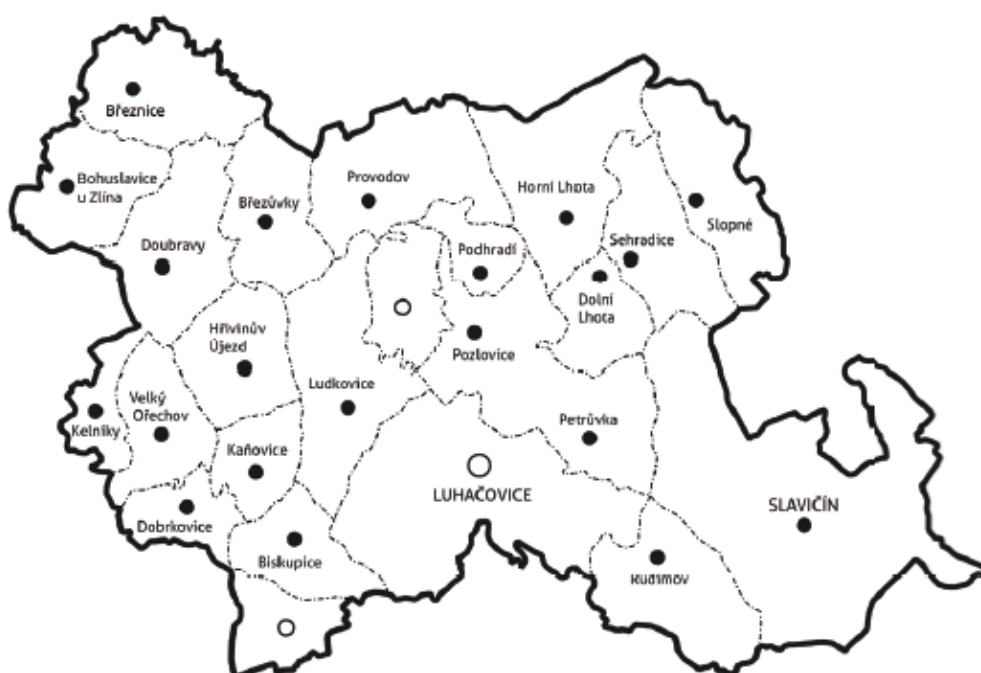 Březnice
Bohuslavice
u Zlína
Provodov
Horní Lhota
Březůvky
Slopné
Doubravy
Podhradí
Sehradice
Dolní
Lhota
Hřivínův
Újezd
Pozlovice
Ludkovice
Velký
Ořechov
Kelníky
Petrůvka
Kaňovice
LUHAČOVICE
SLAVIČÍN
Dobrkovice
Biskupice
Rudimov